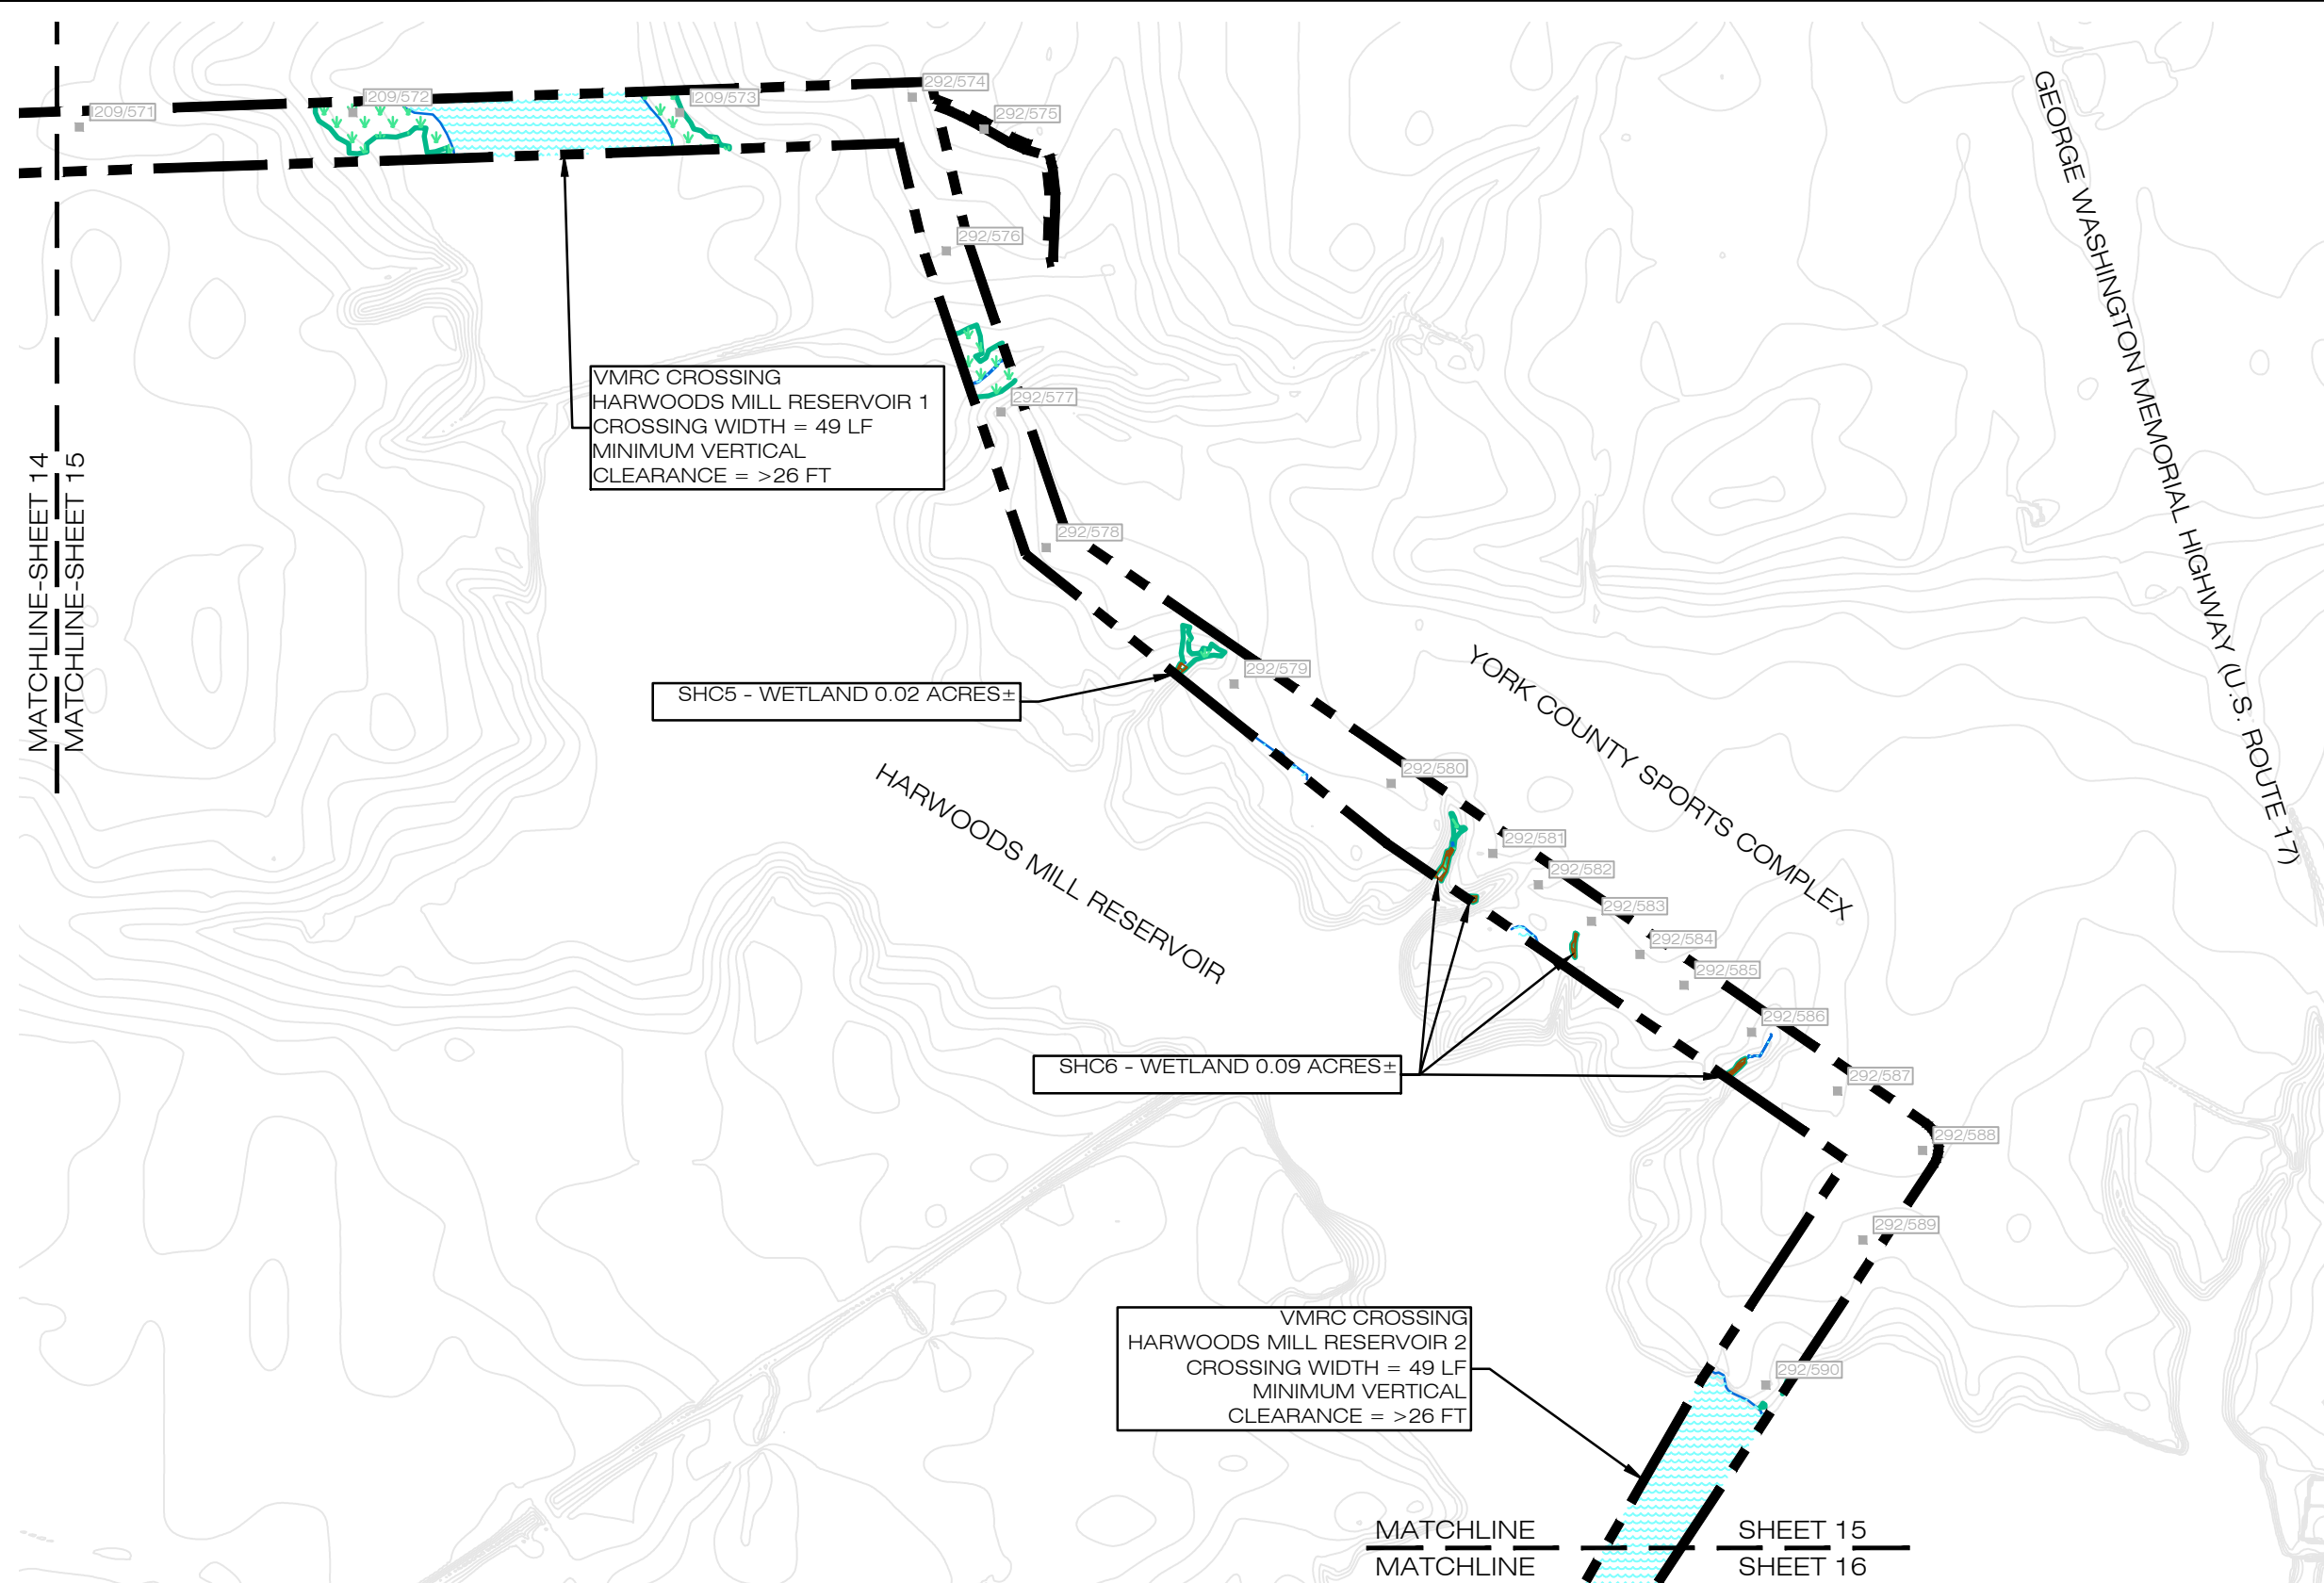 292/574
1209/572
1209/573
1209/571
292/575
292/576
VMRC CROSSING
HARWOODS MILL RESERVOIR 1
CROSSING WIDTH = 49 LF
MINIMUM VERTICAL
CLEARANCE = >26 FT
292/577
GEORGE WASHINGTON MEMORIAL HIGHWAY (U.S. ROUTE 17)
MATCHLINE-SHEET 14
MATCHLINE-SHEET 15
292/578
292/579
SHC5 - WETLAND 0.02 ACRES±
YORK COUNTY SPORTS COMPLEX
292/580
HARWOODS MILL RESERVOIR
292/581
292/582
292/583
292/584
292/585
292/586
SHC6 - WETLAND 0.09 ACRES±
292/587
292/588
292/589
VMRC CROSSING
HARWOODS MILL RESERVOIR 2
CROSSING WIDTH = 49 LF
MINIMUM VERTICAL
CLEARANCE = >26 FT
292/590
MATCHLINE SHEET 15
MATCHLINE SHEET 16